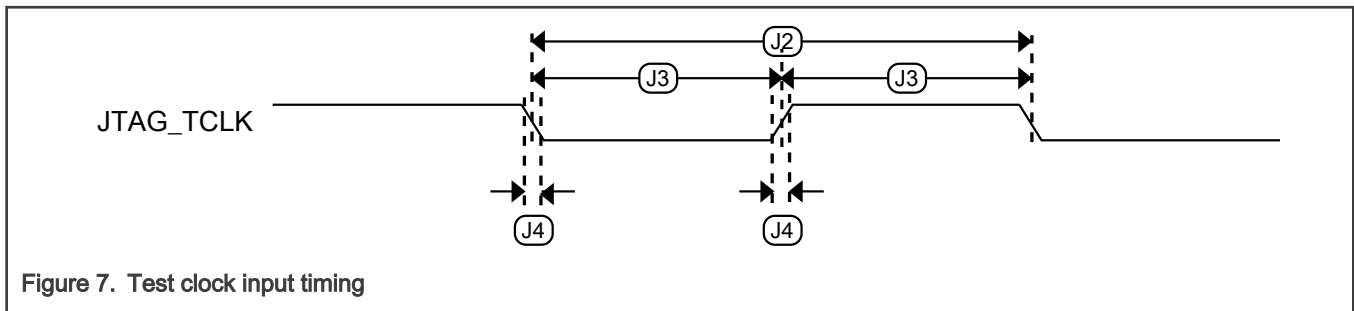 J2
J3 J3
JTAG_TCLK
J4 J4
Figure 7. Test clock input timing